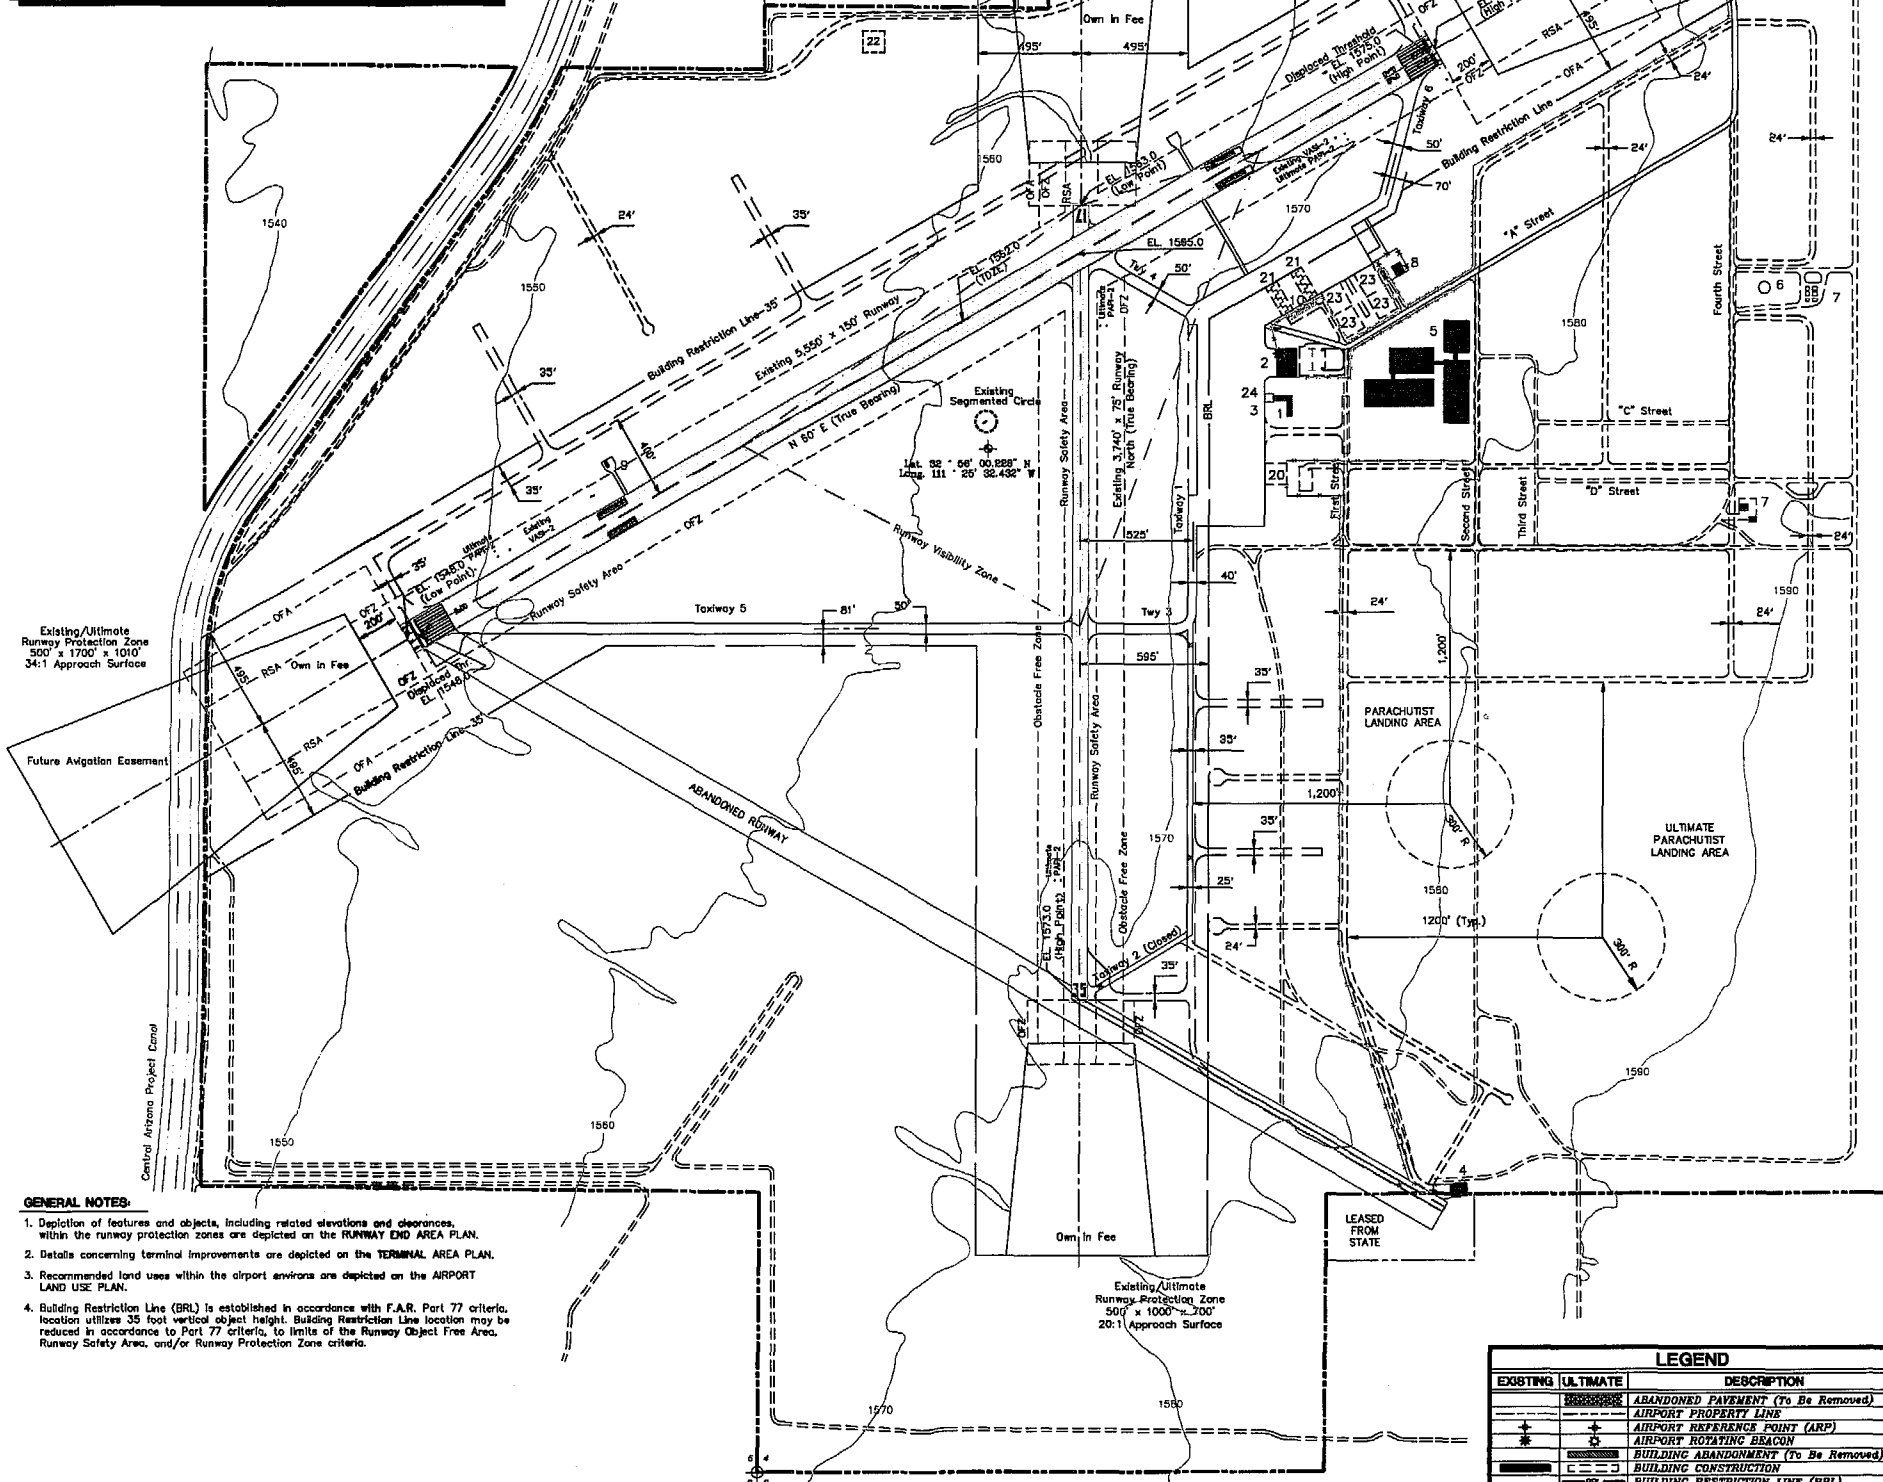 22
Own in Fee
495'
495'
Displaced Threshold
EL. 1575.0
(High Point)
OFZ
RSA
495'
200'
OFZ
OFA
24'
Taxiway 6
50'
Building Restriction Line
70'
24'
24'
1580
1560
EL. 1563.0
(Low Point)
OFA
OFZ
RSA
17
Existing VASI-2
Ultimate PAPI-2
1570
"A" Street
Fourth Street
6
7
1540
24'
35'
1550
EL. 1562.0
(TDZE)
EL. 1565.0
Twy 4
50'
Ultimate
PAPI-2
OFZ
21
21
10
23
23
23
23
8
1580
Building Restriction Line-35'
Existing 5,550' x 150' Runway
N 60° E (True Bearing)
35'
400'
35'
9
Existing
Segmented Circle
Lat. 32 ° 56' 00.228" N
Long. 111 ° 25' 32.432" W
Runway Safety Area
Existing 3,740' x 75' Runway
North (True Bearing)
BRL
2
24
3
1
5
20
"C" Street
"D" Street
First Street
Second Street
Third Street
7
24'
Ultimate
PAPI-2
Existing
VASI-2
OFZ
Runway Visibility Zone
Taxiway 1
525'
40'
35'
EL. 1548.0
(Low Point)
Runway Safety Area
Taxiway 5
81'
50'
Twy 3
24'
24'
1590
Existing/Ultimate
Runway Protection Zone
500' x 1700' x 1010'
34:1 Approach Surface
OFA
OFZ
200'
RSA
Own in Fee
495'
OFZ
Displaced Thr.
EL. 1548.0
Obstacle Free Zone
595'
35'
1,200'
PARACHUTIST
LANDING AREA
Future Avigation Easement
RSA
495'
OFA
Building Restriction Line-35'
ABANDONED RUNWAY
Runway Safety Area
35'
1,200'
300' R
35'
1570
ULTIMATE
PARACHUTIST
LANDING AREA
Ultimate
PAPI-2
Obstacle Free Zone
25'
1560
1200' (Typ.)
24'
300' R
EL. 1573.0
(High Point)
Taxiway 2 (Closed)
35'
OFZ
OFZ
Central Arizona Project Canal
1550
1560
1590
4
LEASED
FROM
STATE
Own in Fee
Existing/Ultimate
Runway Protection Zone
500' x 1000' x 700'
20:1 Approach Surface
1570
1580
GENERAL NOTES:
1. Depiction of features and objects, including related elevations and clearances,
within the runway protection zones are depicted on the RUNWAY END AREA PLAN.
2. Details concerning terminal improvements are depicted on the TERMINAL AREA PLAN.
3. Recommended land uses within the airport environs are depicted on the AIRPORT
LAND USE PLAN.
4. Building Restriction Line (BRL) is established in accordance with F.A.R. Part 77 criteria.
location utilizes 35 foot vertical object height. Building Restriction Line location may be
reduced in accordance to Part 77 criteria, to limits of the Runway Object Free Area,
Runway Safety Area, and/or Runway Protection Zone criteria.
LEGEND
EXISTING ULTIMATE DESCRIPTION
ABANDONED PAVEMENT (To Be Removed)
AIRPORT PROPERTY LINE
AIRPORT REFERENCE POINT (ARP)
AIRPORT ROTATING BEACON
BUILDING ABANDONMENT (To Be Removed)
BUILDING CONSTRUCTION
BUILDING RESTRICTION LINE (BRL)